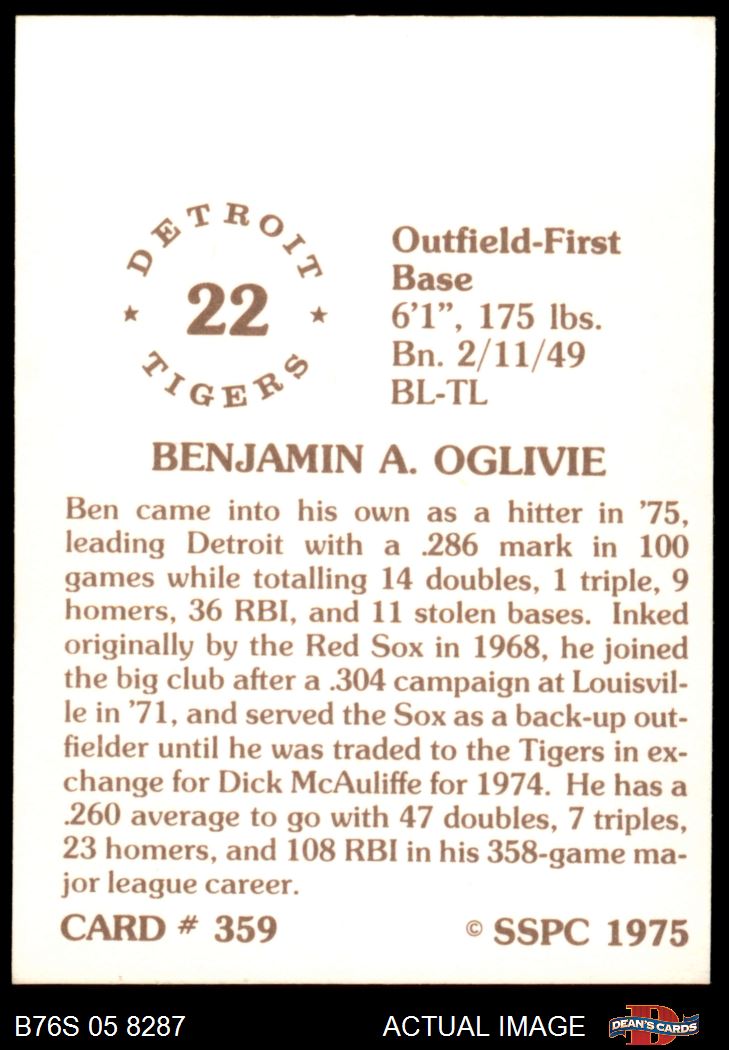 DETROIT
22
TIGERS
Outfield-First
Base
6'1", 175 lbs.
Bn. 2/11/49
BL-TL
BENJAMIN A. OGLIVIE
Ben came into his own as a hitter in '75,
leading Detroit with a .286 mark in 100
games while totalling 14 doubles, 1 triple, 9
homers, 36 RBI, and 11 stolen bases. Inked
originally by the Red Sox in 1968, he joined
the big club after a .304 campaign at Louisvil-
le in '71, and served the Sox as a back-up out-
fielder until he was traded to the Tigers in ex-
change for Dick McAuliffe for 1974. He has a
.260 average to go with 47 doubles, 7 triples,
23 homers, and 108 RBI in his 358-game ma-
jor league career.
CARD # 359 © SSPC 1975
B76S 05 8287 ACTUAL IMAGE D DEAN'S CARDS